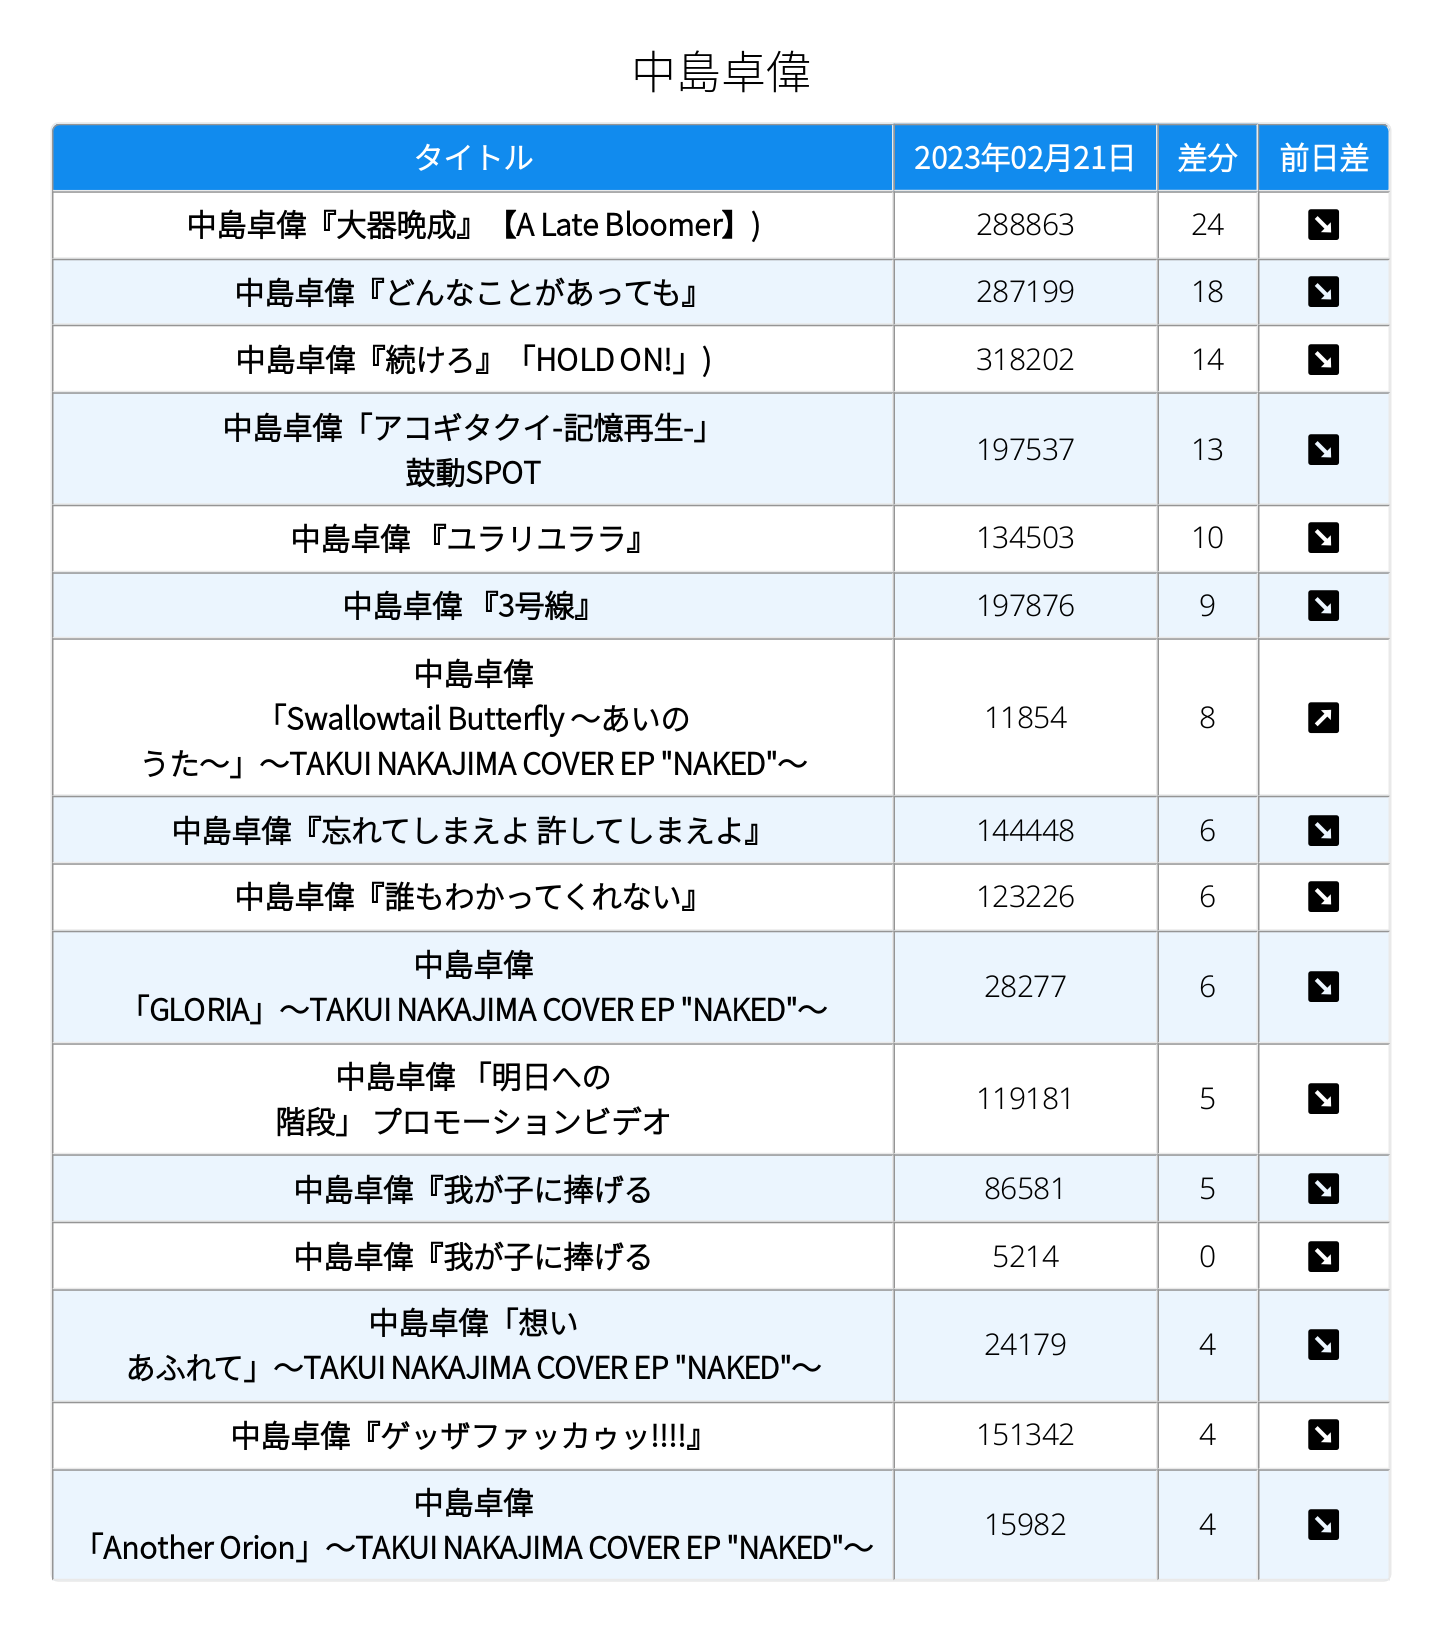 中島卓偉
タイトル 2023年02月21日 差分 前日差
中島卓偉『大器晩成』【A Late Bloomer】) 288863 24
中島卓偉『どんなことがあっても』 287199 18
中島卓偉『続けろ』「HOLD ON!」) 318202 14
中島卓偉「アコギタクイ-記憶再生-」
鼓動SPOT 197537 13
中島卓偉 『ユラリユララ』 134503 10
中島卓偉 『3号線』 197876 9
中島卓偉
「Swallowtail Butterfly ～あいの
うた～」～TAKUI NAKAJIMA COVER EP "NAKED"～ 11854 8
中島卓偉『忘れてしまえよ 許してしまえよ』 144448 6
中島卓偉『誰もわかってくれない』 123226 6
中島卓偉
「GLORIA」～TAKUI NAKAJIMA COVER EP "NAKED"～ 28277 6
中島卓偉 「明日への
階段」 プロモーションビデオ 119181 5
中島卓偉『我が子に捧げる 86581 5
中島卓偉『我が子に捧げる 5214 0
中島卓偉「想い
あふれて」～TAKUI NAKAJIMA COVER EP "NAKED"～ 24179 4
中島卓偉『ゲッザファッカゥッ!!!!』 151342 4
中島卓偉
「Another Orion」～TAKUI NAKAJIMA COVER EP "NAKED"～ 15982 4